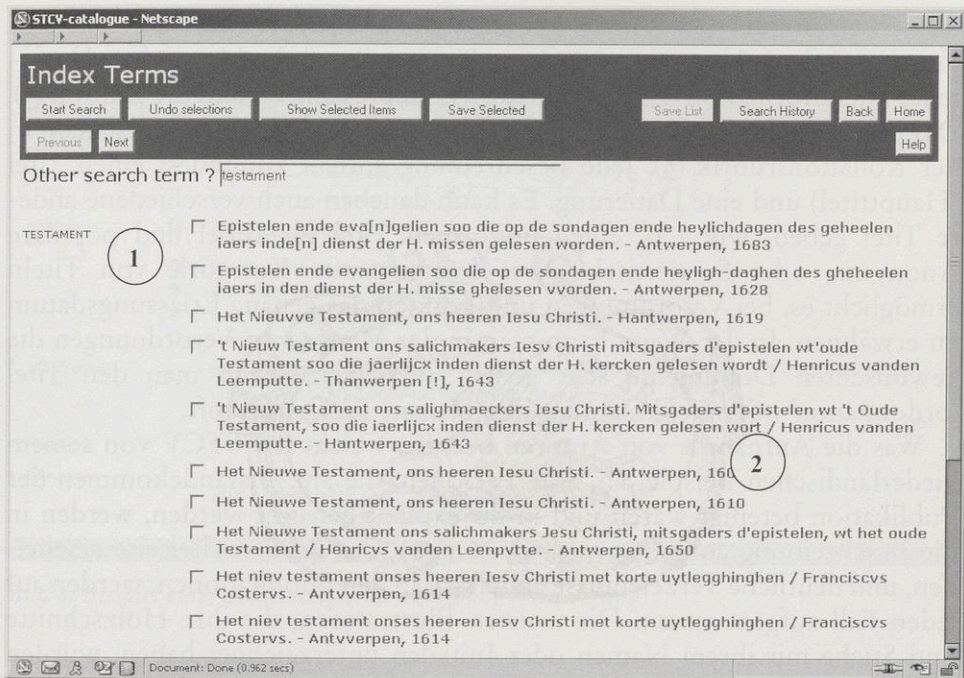 STCV-catalogue - Netscape
Index Terms
Start Search Undo selections Show Selected Items Save Selected Save List Search History Back Home
Previous Next Help
Other search term ? testament
TESTAMENT
1
Epistelen ende eva[n]gelien soo die op de sondagen ende heylichdagen des geheelen
iaers inde[n] dienst der H. missen gelesen worden. - Antwerpen, 1683
Epistelen ende evangelien soo die op de sondagen ende heyligh-daghen des gheheelen
iaers in den dienst der H. misse ghelesen vvorden. - Antwerpen, 1628
Het Nieuvve Testament, ons heeren Iesu Christi. - Hantwerpen, 1619
't Nieuw Testament ons salichmakers Iesv Christi mitsgaders d'epistelen wt'oude
Testament soo die jaerlijcx inden dienst der H. kercken gelesen wordt / Henricus vanden
Leemputte. - Thanwerpen [!], 1643
't Nieuw Testament ons salighmaeckers Iesu Christi. Mitsgaders d'epistelen wt 't Oude
Testament, soo die iaerlijcx inden dienst der H. kercken gelesen wort / Henricus vanden
Leemputte. - Hantwerpen, 1643
Het Nieuwe Testament, ons heeren Iesu Christi. - Antvverpen, 160
2
Het Nieuwe Testament, ons heeren Iesu Christi. - Antwerpen, 1610
Het Nieuwe Testament ons salichmakers Jesu Christi, mitsgaders d'epistelen, wt het oude
Testament / Henricvs vanden Leenpvtte. - Antwerpen, 1650
Het niev testament onses heeren Iesv Christi met korte uytlegghinghen / Franciscvs
Costervs. - Antvverpen, 1614
Het niev testament onses heeren Iesv Christi met korte uytlegghinghen / Franciscvs
Costervs. - Antvverpen, 1614
Document: Done (0.962 secs)